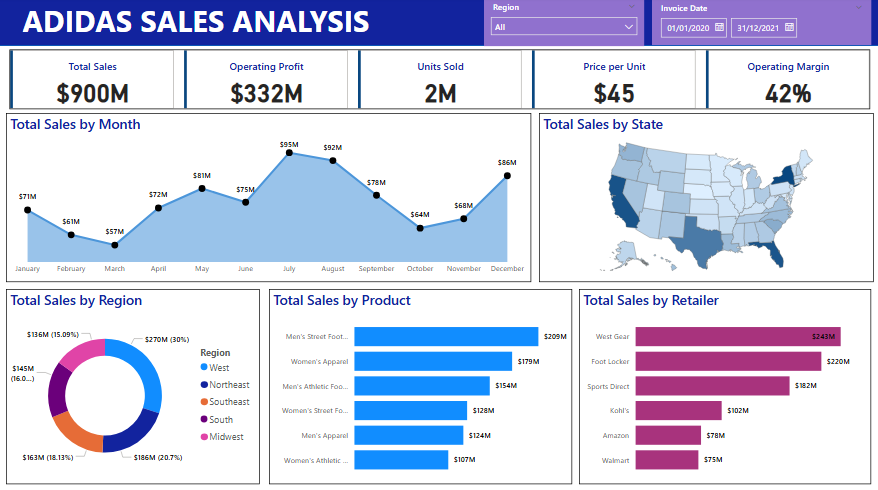 ADIDAS SALES ANALYSIS
Region
All
Invoice Date
01/01/2020
31/12/2021
Total Sales
$900M
Operating Profit
$332M
Units Sold
2M
Price per Unit
$45
Operating Margin
42%
Total Sales by Month
$71M
$61M
$57M
$72M
$81M
$75M
$95M
$92M
$78M
$64M
$68M
$86M
January February March April May June July August September October November December
Total Sales by State
Total Sales by Region
$136M (15.09%)
$270M (30%)
$145M
(16.0...)
$163M (18.13%)
$186M (20.7%)
Region
West
Northeast
Southeast
South
Midwest
Total Sales by Product
Men's Street Foot... $209M
Women's Apparel $179M
Men's Athletic Foo... $154M
Women's Street Fo... $128M
Men's Apparel $124M
Women's Athletic ... $107M
Total Sales by Retailer
West Gear $243M
Foot Locker $220M
Sports Direct $182M
Kohl's $102M
Amazon $78M
Walmart $75M